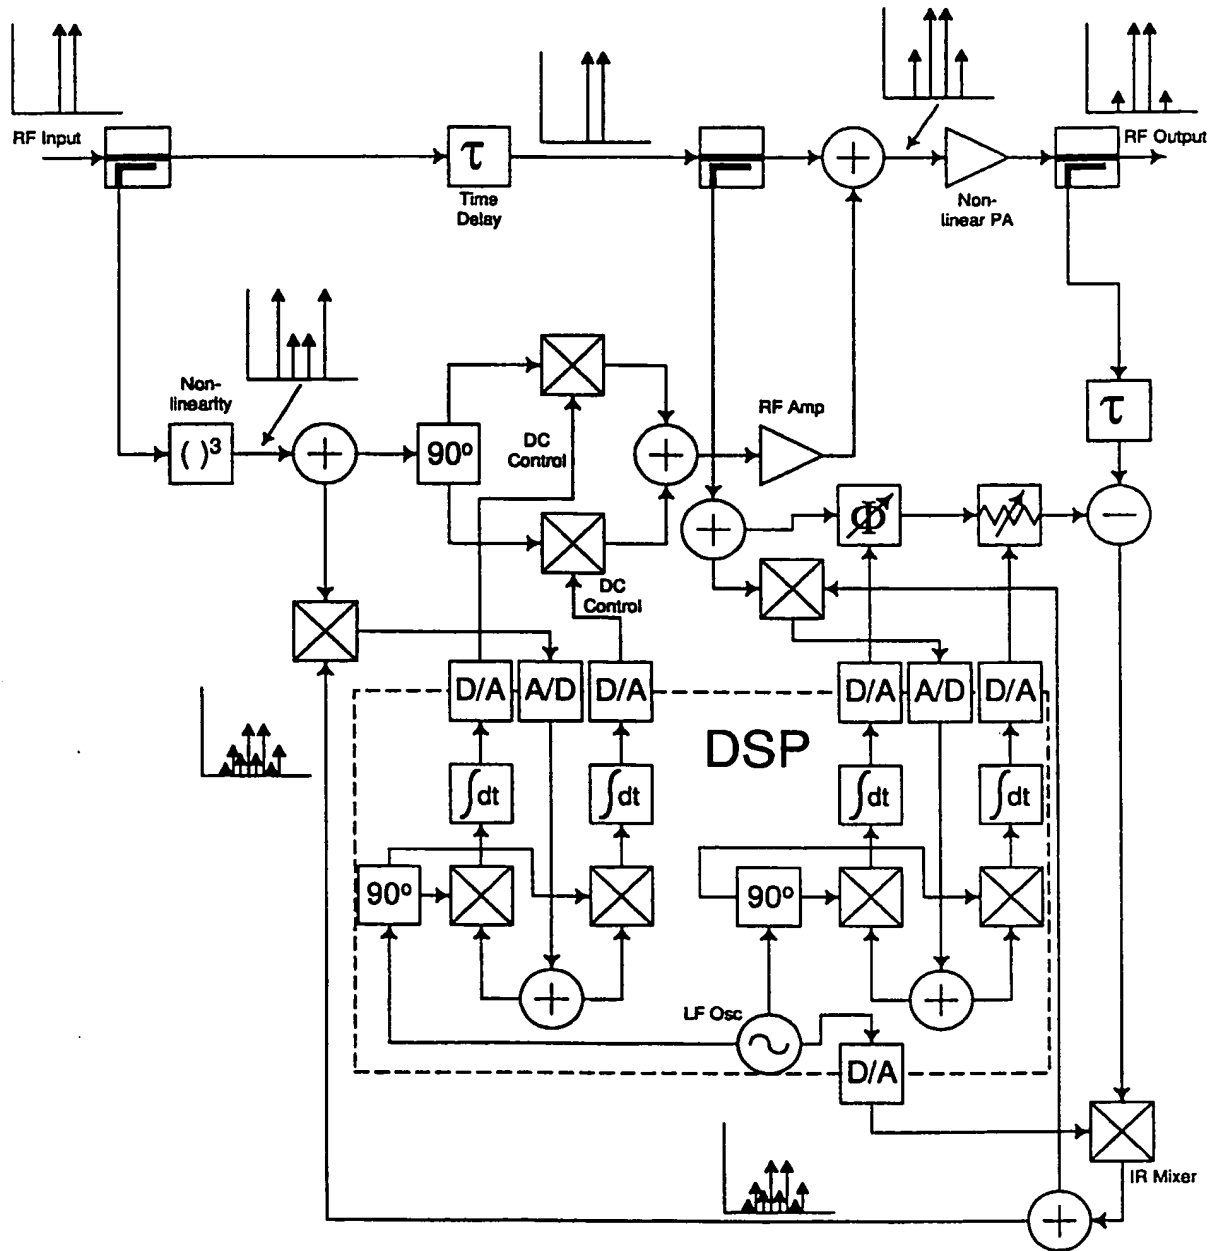 RF Input
RF Output
τ
Time
Delay
Non-
linear PA
Non-
linearity
( )³
90º
DC
Control
RF Amp
τ
Φ
DC
Control
D/A
A/D
D/A
D/A
A/D
D/A
DSP
∫dt
∫dt
∫dt
∫dt
90º
90º
LF Osc
D/A
IR Mixer